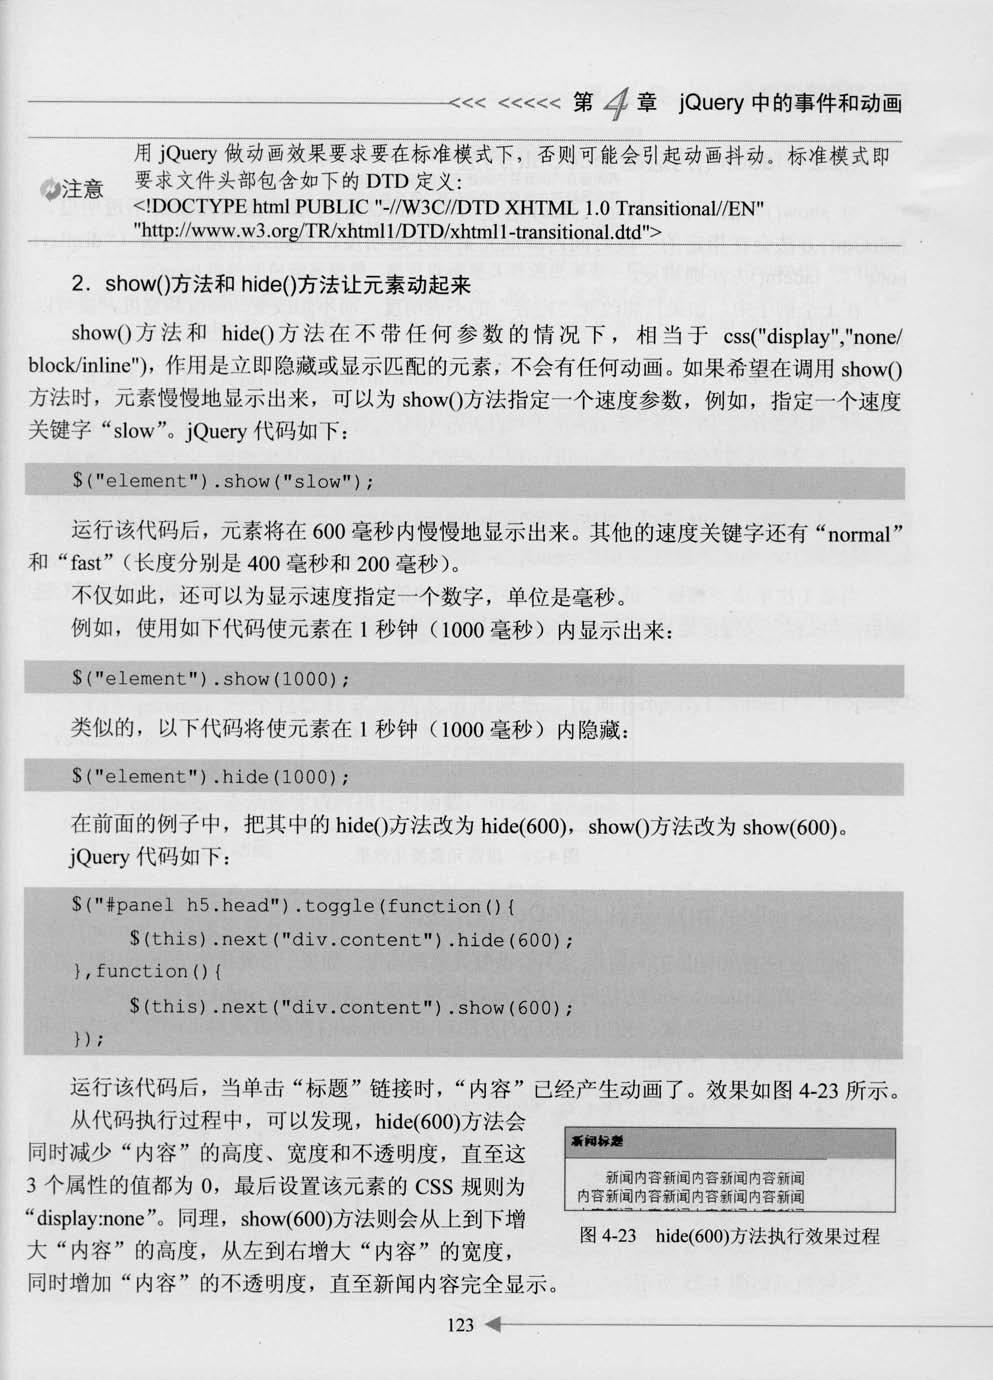 <<< <<<<< 第4章 jQuery 中的事件和动画
用 jQuery 做动画效果要求要在标准模式下，否则可能会引起动画抖动。标准模式即
注意
要求文件头部包含如下的 DTD 定义：
<!DOCTYPE html PUBLIC "-//W3C//DTD XHTML 1.0 Transitional//EN"
"http://www.w3.org/TR/xhtml1/DTD/xhtml1-transitional.dtd">
2．show()方法和 hide()方法让元素动起来
show()方法和 hide()方法在不带任何参数的情况下，相当于 css("display","none/
block/inline")，作用是立即隐藏或显示匹配的元素，不会有任何动画。如果希望在调用 show()
方法时，元素慢慢地显示出来，可以为 show()方法指定一个速度参数，例如，指定一个速度
关键字“slow”。jQuery 代码如下：
$("element").show("slow");
运行该代码后，元素将在 600 毫秒内慢慢地显示出来。其他的速度关键字还有“normal”
和“fast”（长度分别是 400 毫秒和 200 毫秒）。
不仅如此，还可以为显示速度指定一个数字，单位是毫秒。
例如，使用如下代码使元素在 1 秒钟（1000 毫秒）内显示出来：
$("element").show(1000);
类似的，以下代码将使元素在 1 秒钟（1000 毫秒）内隐藏：
$("element").hide(1000);
在前面的例子中，把其中的 hide()方法改为 hide(600)，show()方法改为 show(600)。
jQuery 代码如下：
$("#panel h5.head").toggle(function(){
$(this).next("div.content").hide(600);
},function(){
$(this).next("div.content").show(600);
});
运行该代码后，当单击“标题”链接时，“内容”已经产生动画了。效果如图 4-23 所示。
从代码执行过程中，可以发现，hide(600)方法会
同时减少“内容”的高度、宽度和不透明度，直至这
3 个属性的值都为 0，最后设置该元素的 CSS 规则为
“display:none”。同理，show(600)方法则会从上到下增
大“内容”的高度，从左到右增大“内容”的宽度，
同时增加“内容”的不透明度，直至新闻内容完全显示。
新闻标题
新闻内容新闻内容新闻内容新闻
内容新闻内容新闻内容新闻内容新闻
图 4-23 hide(600)方法执行效果过程
123